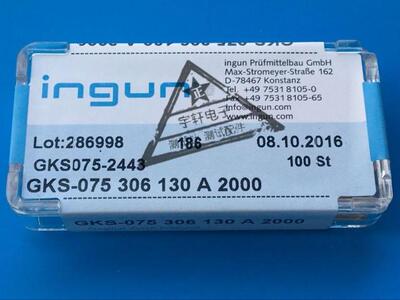 ingun
ingun Prüfmittelbau GmbH
Max-Stromeyer-Straße 162
D-78467 Konstanz
Tel. +49 7531 8105-0
Fax +49 7531 8105-65
info@ingun.com
www.ingun.com
正
宇轩电子
测试配件
Lot:286998 186 08.10.2016
GKS075-2443 100 St
GKS-075 306 130 A 2000
GKS-075 306 130 A 2000